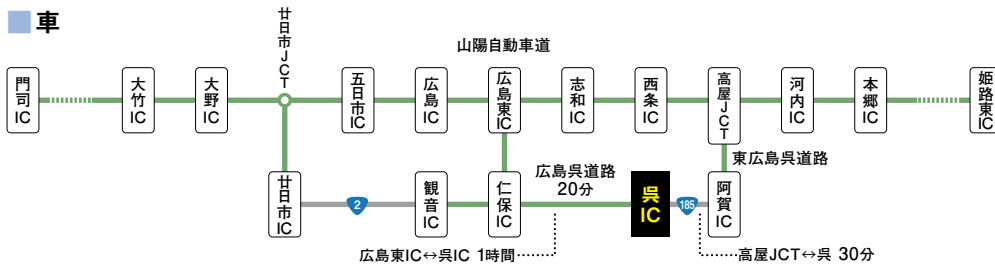 車
山陽自動車道
門司IC
大竹IC
大野IC
廿日市JCT
五日市IC
広島IC
広島東IC
志和IC
西条IC
高屋JCT
河内IC
本郷IC
姫路東IC
東広島呉道路
広島呉道路
20分
廿日市IC
2
観音IC
仁保IC
呉IC
185
阿賀IC
広島東IC↔呉IC 1時間
高屋JCT↔呉 30分